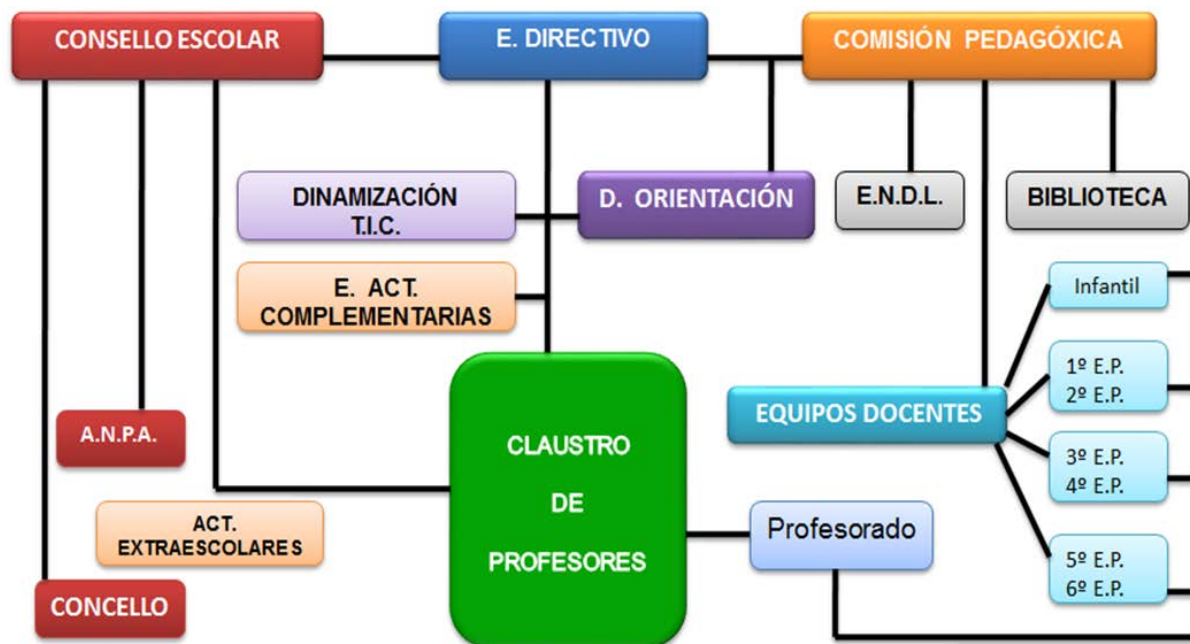 CONSELLO ESCOLAR
E. DIRECTIVO
COMISIÓN PEDAGÓXICA
DINAMIZACIÓN
T.I.C.
D. ORIENTACIÓN
E.N.D.L.
BIBLIOTECA
E. ACT.
COMPLEMENTARIAS
Infantil
1º E.P.
2º E.P.
EQUIPOS DOCENTES
3º E.P.
4º E.P.
5º E.P.
6º E.P.
A.N.P.A.
CLAUSTRO
DE
PROFESORES
Profesorado
ACT.
EXTRAESCOLARES
CONCELLO